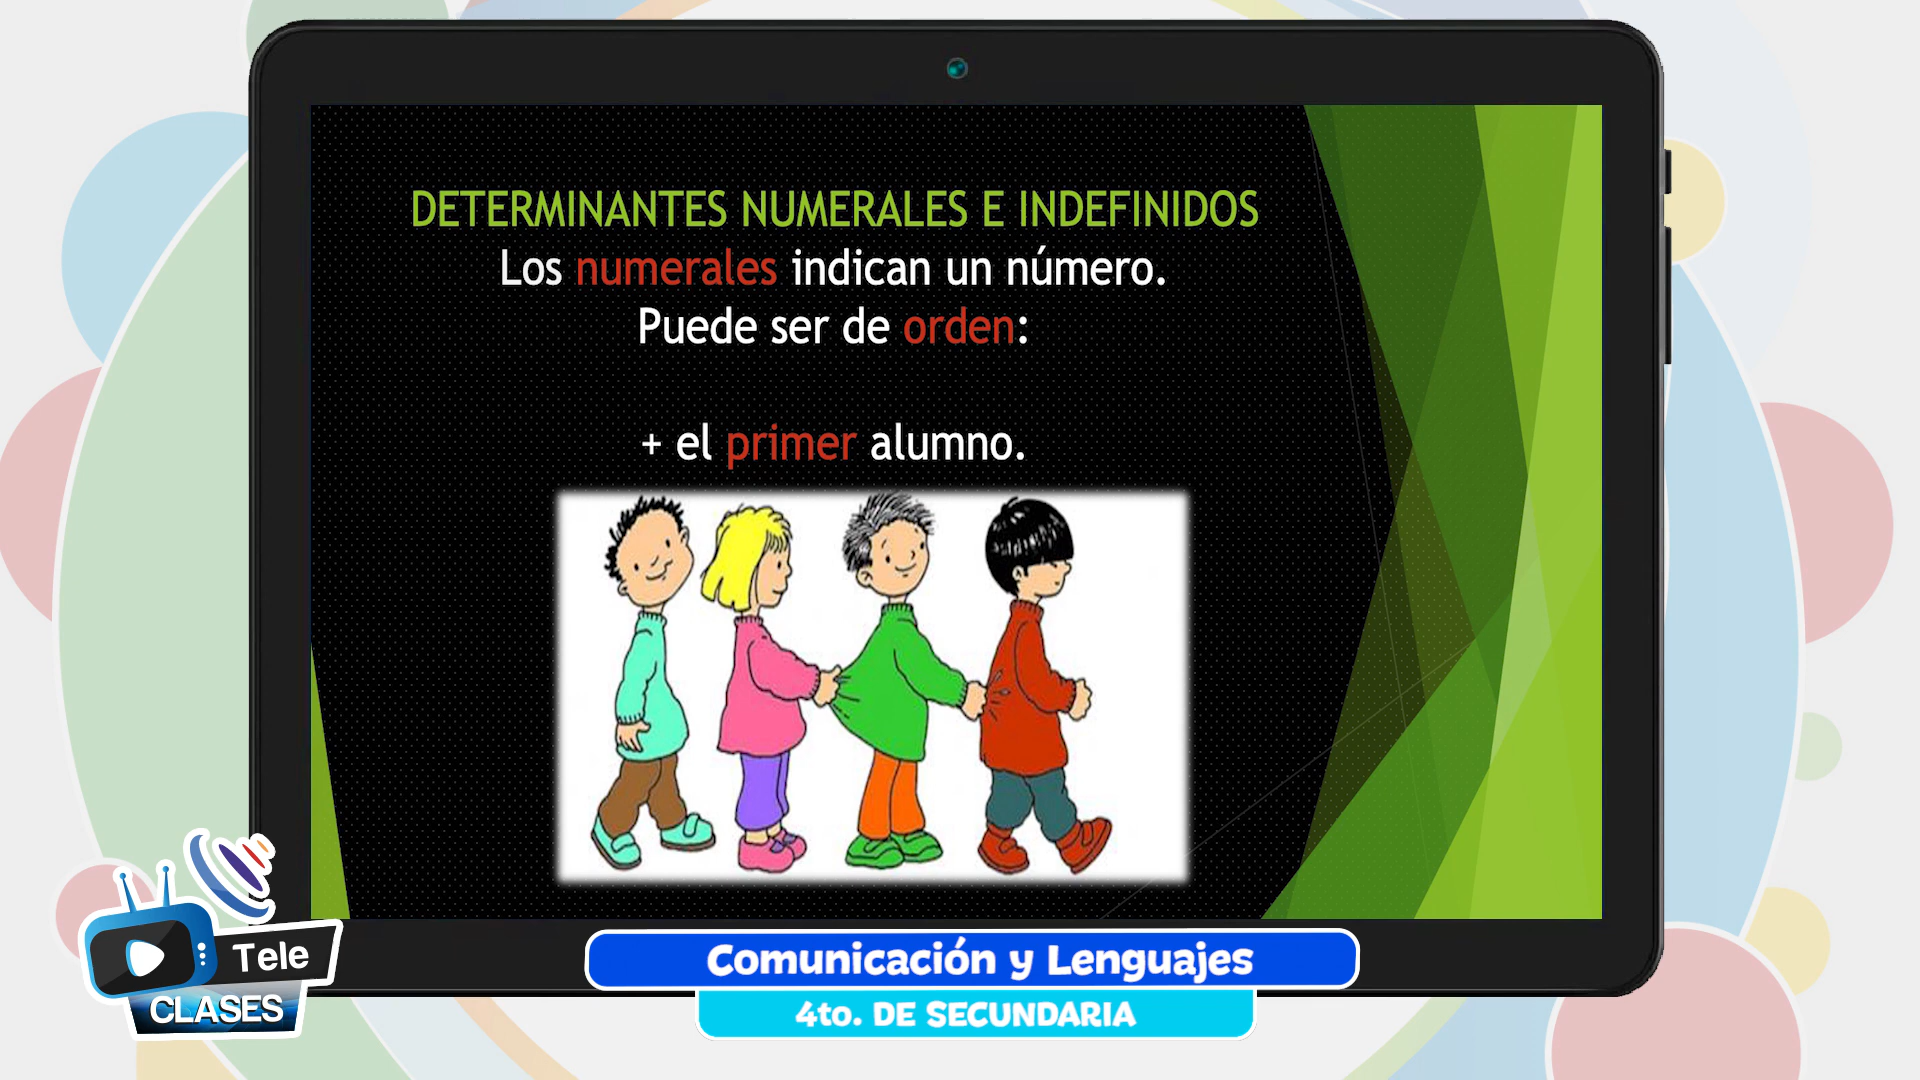 DETERMINANTES NUMERALES E INDEFINIDOS
Los numerales indican un número.
Puede ser de orden:
+ el primer alumno.
Tele
CLASES
Comunicación y Lenguajes
4to. DE SECUNDARIA